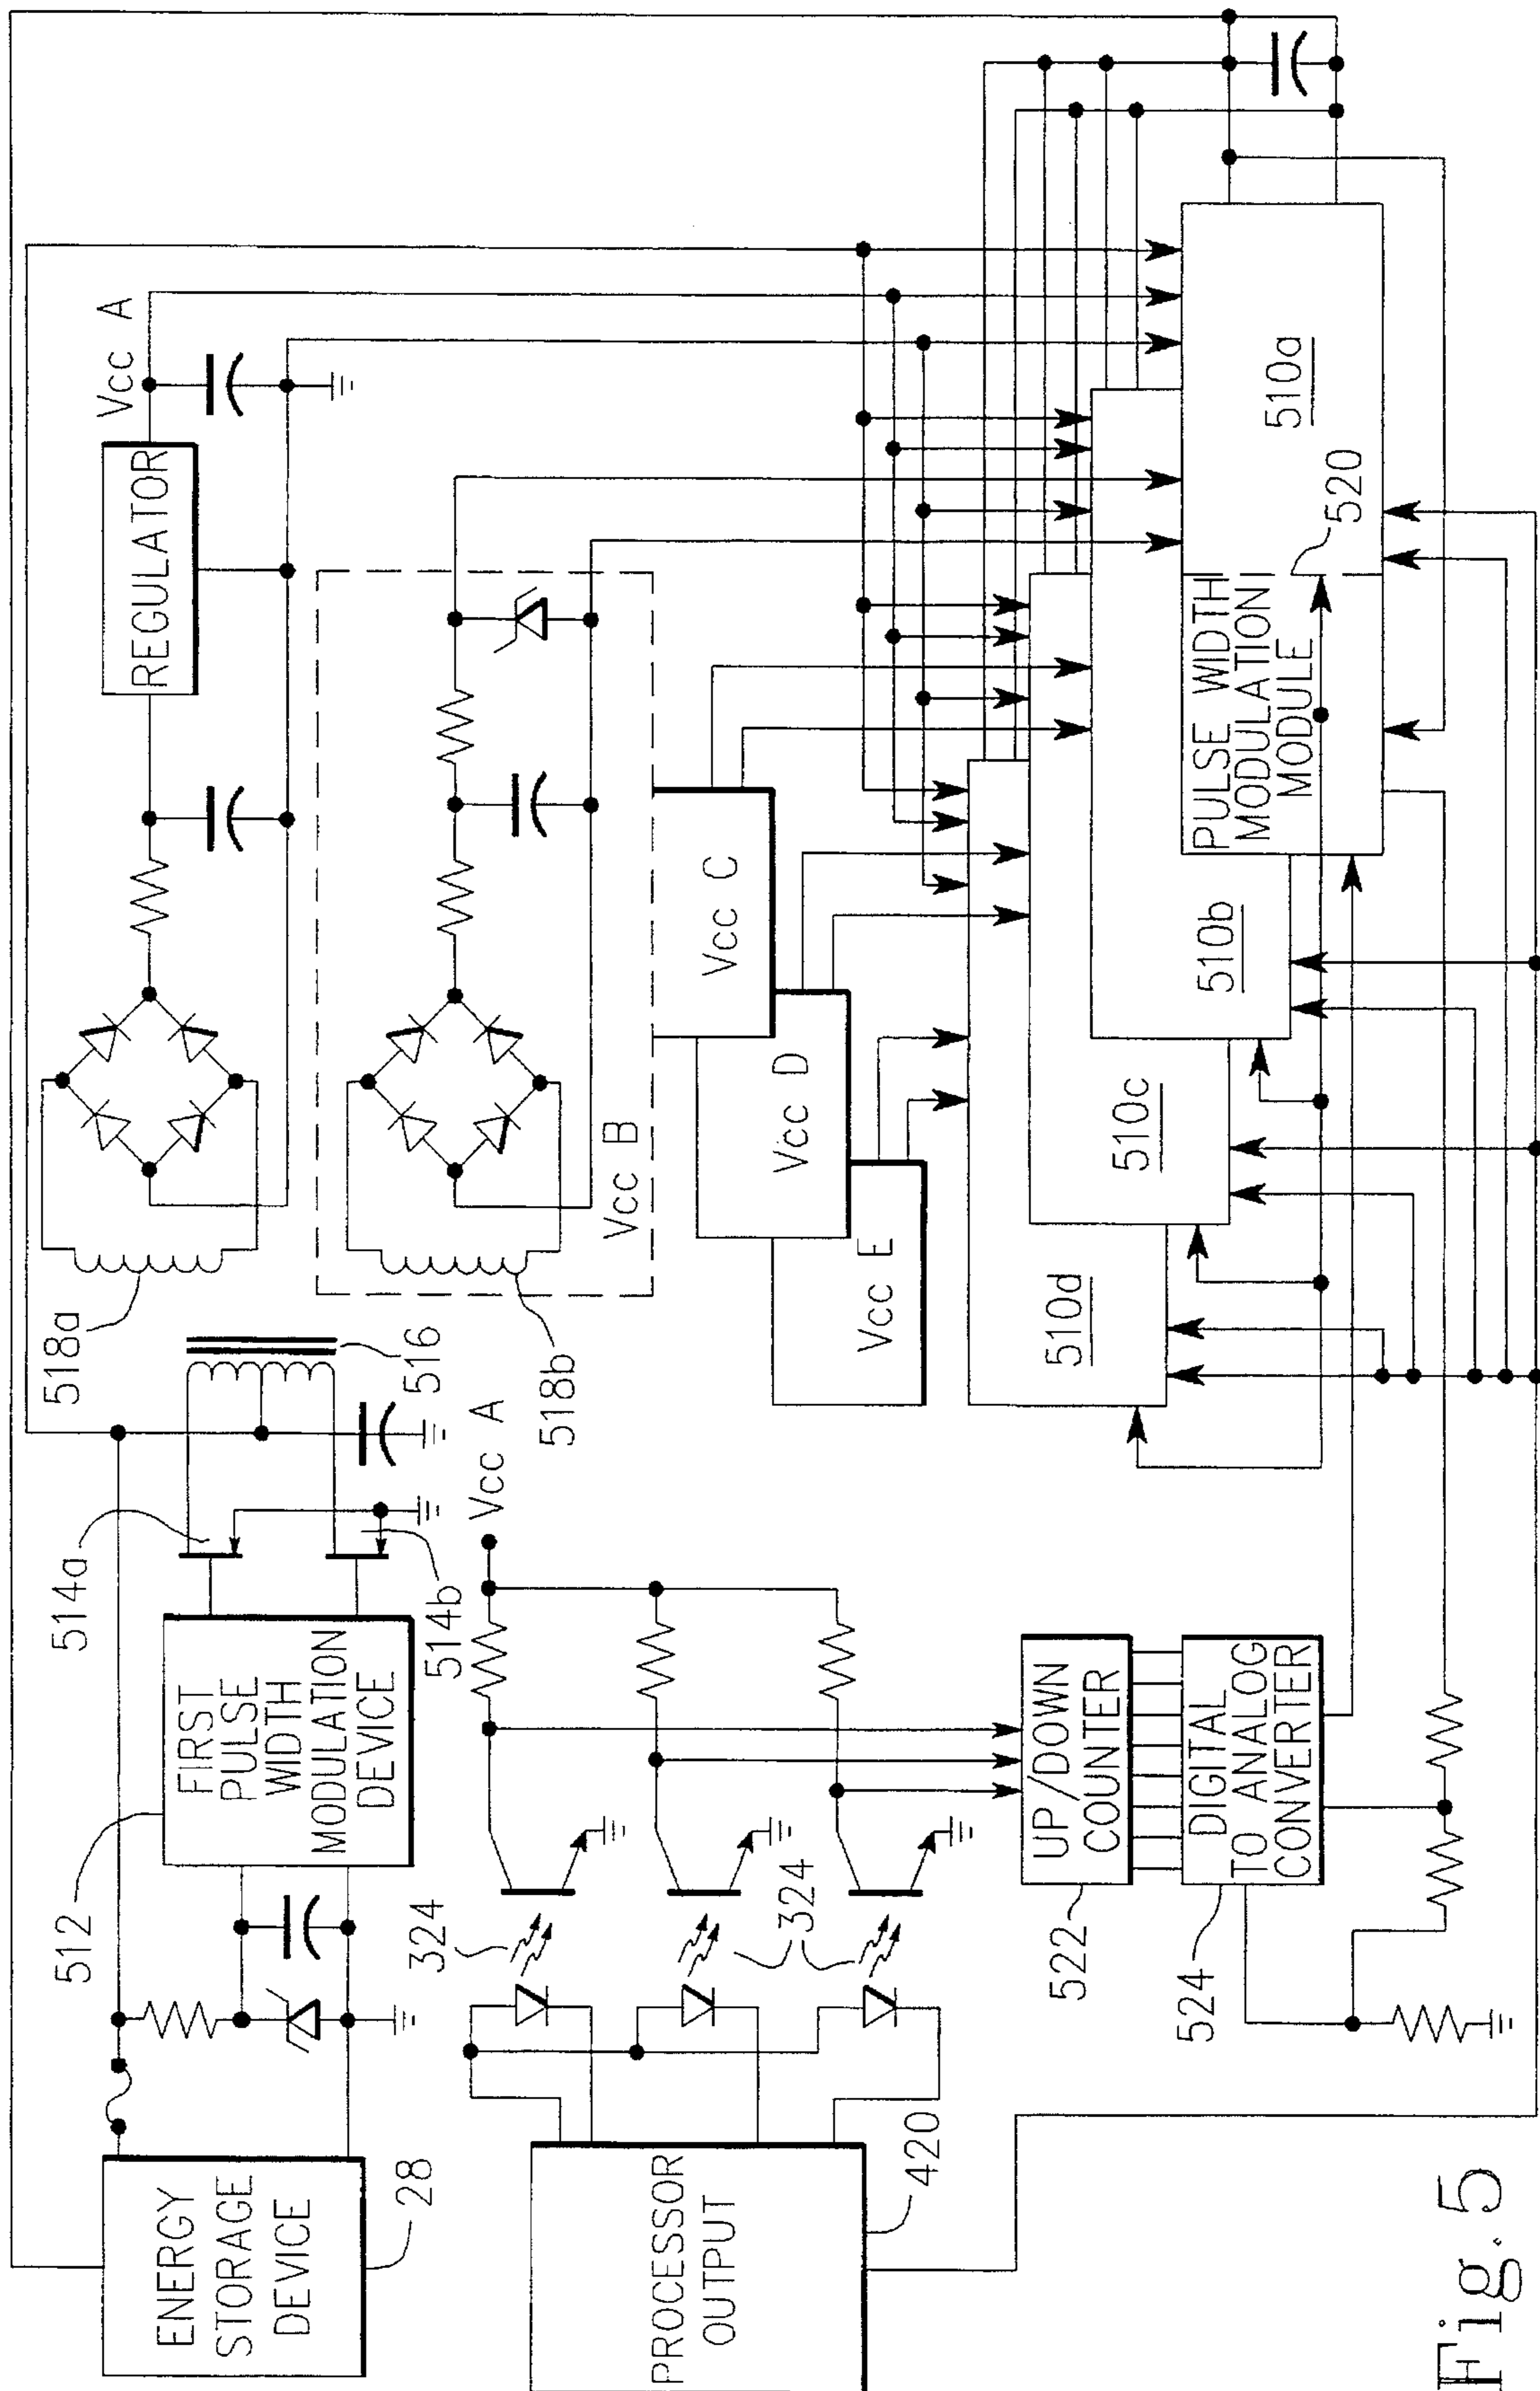 ENERGY
STORAGE
DEVICE
28
512
FIRST
PULSE
WIDTH
MODULATION
DEVICE
514a
514b
516
518a
REGULATOR
Vcc A
518b
Vcc B
Vcc C
Vcc D
Vcc E
Vcc A
PROCESSOR
OUTPUT
420
324
324
UP/DOWN
COUNTER
522
DIGITAL
TO ANALOG
CONVERTER
524
510d
510c
510b
510a
PULSE WIDTH
MODULATION
MODULE
520
Fig. 5